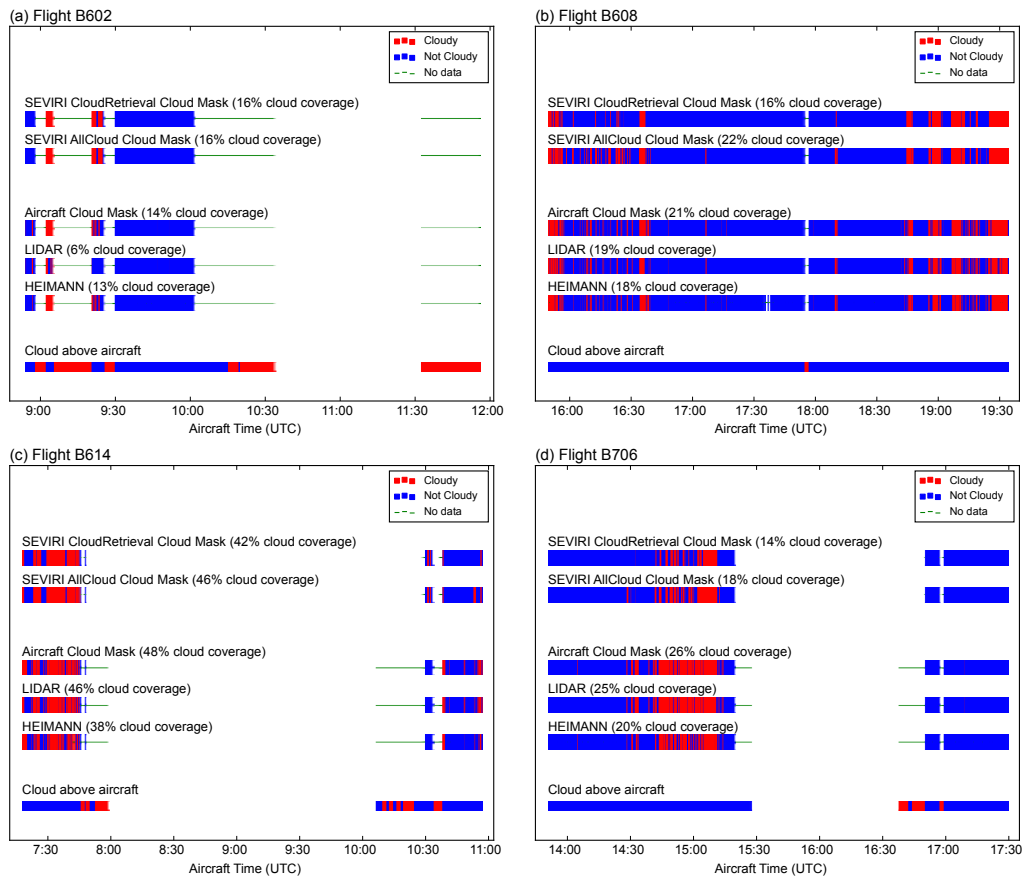 (a) Flight B602
Cloudy
Not Cloudy
No data
SEVIRI CloudRetrieval Cloud Mask (16% cloud coverage)
SEVIRI AllCloud Cloud Mask (16% cloud coverage)
Aircraft Cloud Mask (14% cloud coverage)
LIDAR (6% cloud coverage)
HEIMANN (13% cloud coverage)
Cloud above aircraft
9:00 9:30 10:00 10:30 11:00 11:30 12:00
Aircraft Time (UTC)
(b) Flight B608
Cloudy
Not Cloudy
No data
SEVIRI CloudRetrieval Cloud Mask (16% cloud coverage)
SEVIRI AllCloud Cloud Mask (22% cloud coverage)
Aircraft Cloud Mask (21% cloud coverage)
LIDAR (19% cloud coverage)
HEIMANN (18% cloud coverage)
Cloud above aircraft
16:00 16:30 17:00 17:30 18:00 18:30 19:00 19:30
Aircraft Time (UTC)
(c) Flight B614
Cloudy
Not Cloudy
No data
SEVIRI CloudRetrieval Cloud Mask (42% cloud coverage)
SEVIRI AllCloud Cloud Mask (46% cloud coverage)
Aircraft Cloud Mask (48% cloud coverage)
LIDAR (46% cloud coverage)
HEIMANN (38% cloud coverage)
Cloud above aircraft
7:30 8:00 8:30 9:00 9:30 10:00 10:30 11:00
Aircraft Time (UTC)
(d) Flight B706
Cloudy
Not Cloudy
No data
SEVIRI CloudRetrieval Cloud Mask (14% cloud coverage)
SEVIRI AllCloud Cloud Mask (18% cloud coverage)
Aircraft Cloud Mask (26% cloud coverage)
LIDAR (25% cloud coverage)
HEIMANN (20% cloud coverage)
Cloud above aircraft
14:00 14:30 15:00 15:30 16:00 16:30 17:00 17:30
Aircraft Time (UTC)